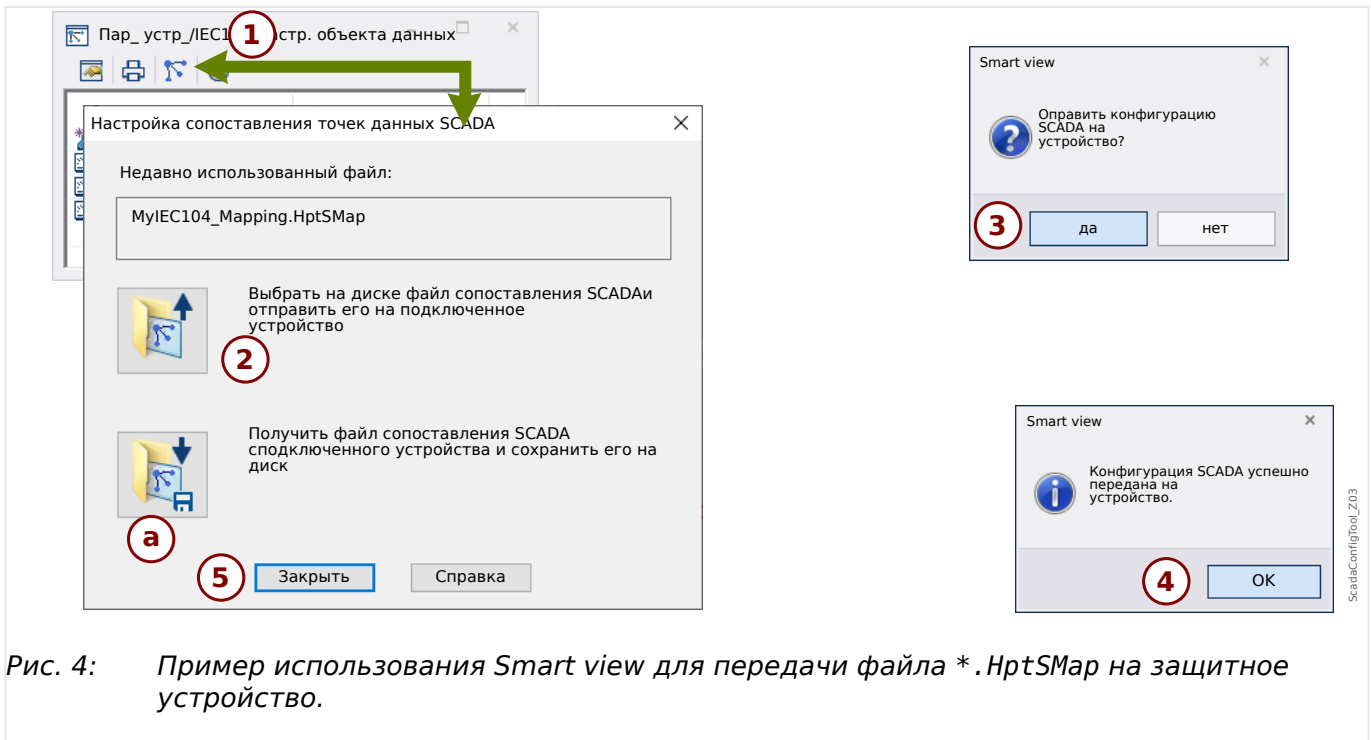 Пар_ устр_/IEC1 стр. объекта данных
1
Настройка сопоставления точек данных SCADA
Недавно использованный файл:
MyIEC104_Mapping.HptSMap
Выбрать на диске файл сопоставления SCADAи
отправить его на подключенное
устройство
2
Получить файл сопоставления SCADA
сподключенного устройства и сохранить его на
диск
a
5
Закрыть
Справка
Smart view
Оправить конфигурацию
SCADA на
устройство?
3
да
нет
Smart view
Конфигурация SCADA успешно
передана на
устройство.
4
OK
ScadaConfigTool_Z03
Рис. 4: Пример использования Smart view для передачи файла *.HptSMap на защитное
устройство.